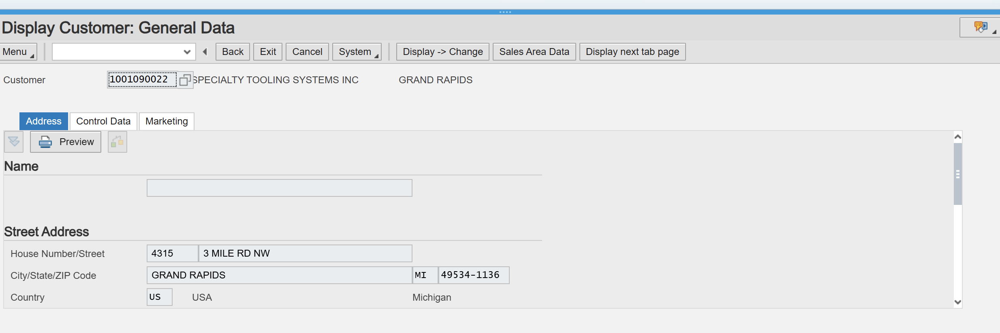 Display Customer: General Data
Menu Back Exit Cancel System Display -> Change Sales Area Data Display next tab page
Customer 1001090022 SPECIALTY TOOLING SYSTEMS INC GRAND RAPIDS
Address Control Data Marketing
Preview
Name
Street Address
House Number/Street 4315 3 MILE RD NW
City/State/ZIP Code GRAND RAPIDS MI 49534-1136
Country US USA Michigan